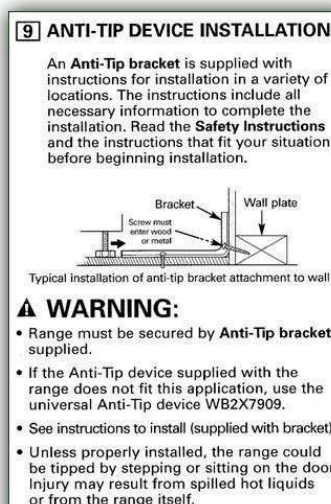 9 ANTI-TIP DEVICE INSTALLATION
An Anti-Tip bracket is supplied with
instructions for installation in a variety of
locations. The instructions include all
necessary information to complete the
installation. Read the Safety Instructions
and the instructions that fit your situation
before beginning installation.
Bracket
Wall plate
Screw must
enter wood
or metal
Typical installation of anti-tip bracket attachment to wall
WARNING:
• Range must be secured by Anti-Tip bracket
supplied.
• If the Anti-Tip device supplied with the
range does not fit this application, use the
universal Anti-Tip device WB2X7909.
• See instructions to install (supplied with bracket)
• Unless properly installed, the range could
be tipped by stepping or sitting on the door
Injury may result from spilled hot liquids
or from the range itself.